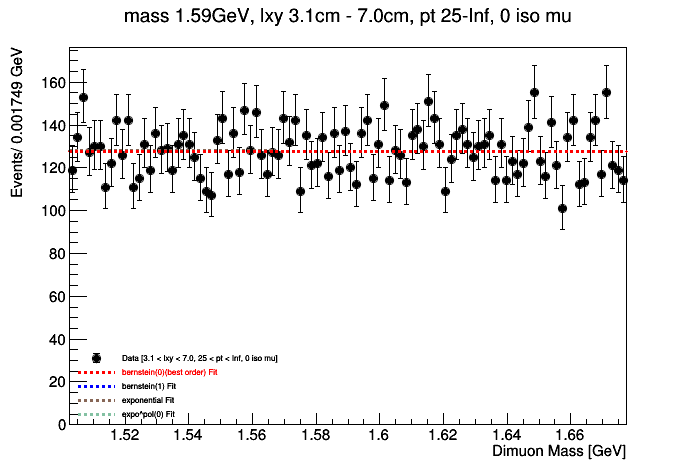 mass 1.59GeV, lxy 3.1cm - 7.0cm, pt 25-Inf, 0 iso mu
Events/ 0.001749 GeV
160
140
120
100
80
60
40
20
0
Data [3.1 < lxy < 7.0, 25 < pt < Inf, 0 iso mu]
bernstein(0)(best order) Fit
bernstein(1) Fit
exponential Fit
expo*pol(0) Fit
1.52 1.54 1.56 1.58 1.6 1.62 1.64 1.66
Dimuon Mass [GeV]